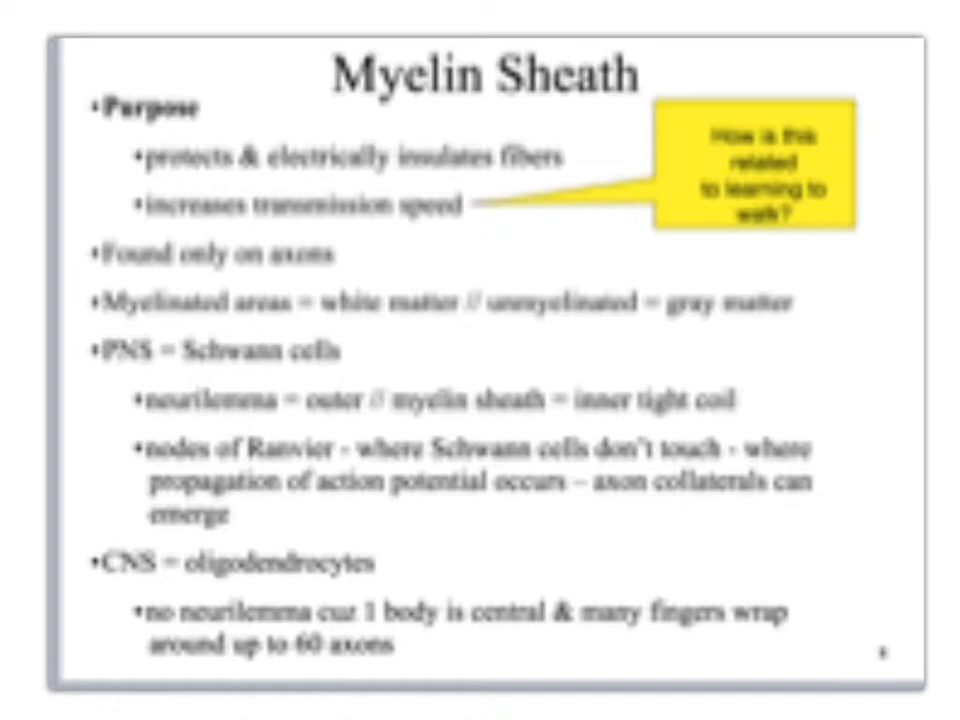 Myelin Sheath
•Purpose
•protects & electrically insulates fibers
•increases transmission speed
How is this
related
to learning to
walk?
•Found only on axons
•Myelinated areas = white matter // unmyelinated = gray matter
•PNS = Schwann cells
•neurilemma = outer // myelin sheath = inner tight coil
•nodes of Ranvier - where Schwann cells don't touch - where
propagation of action potential occurs – axon collaterals can
emerge
•CNS = oligodendrocytes
•no neurilemma cuz 1 body is central & many fingers wrap
around up to 60 axons